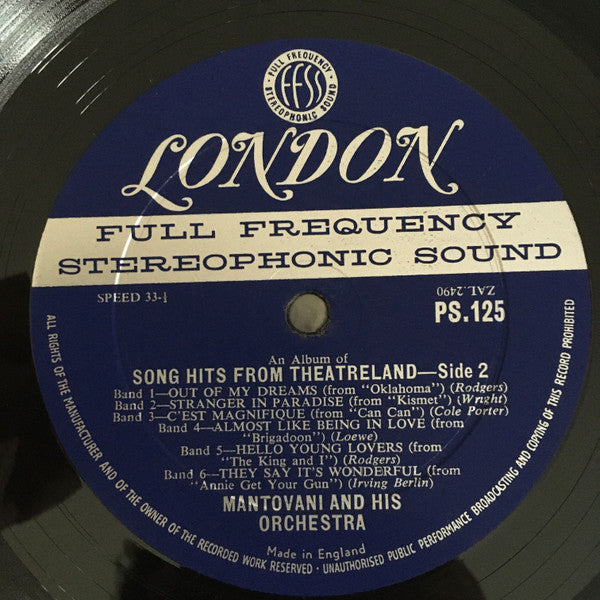 FULL FREQUENCY
FFSS
STEREOPHONIC SOUND
LONDON
FULL FREQUENCY
STEREOPHONIC SOUND
SPEED 33-⅓
ZAL.2490
PS.125
An Album of
SONG HITS FROM THEATRELAND—Side 2
Band 1—OUT OF MY DREAMS (from "Oklahoma") (Rodgers)
Band 2—STRANGER IN PARADISE (from "Kismet") (Wright)
Band 3—C'EST MAGNIFIQUE (from "Can Can") (Cole Porter)
Band 4—ALMOST LIKE BEING IN LOVE (from
"Brigadoon") (Loewe)
Band 5—HELLO YOUNG LOVERS (from
"The King and I") (Rodgers)
Band 6—THEY SAY IT'S WONDERFUL (from
"Annie Get Your Gun") (Irving Berlin)
MANTOVANI AND HIS
ORCHESTRA
Made in England
ALL RIGHTS OF THE MANUFACTURER AND OF THE OWNER OF THE RECORDED WORK RESERVED · UNAUTHORISED PUBLIC PERFORMANCE BROADCASTING AND COPYING OF THIS RECORD PROHIBITED